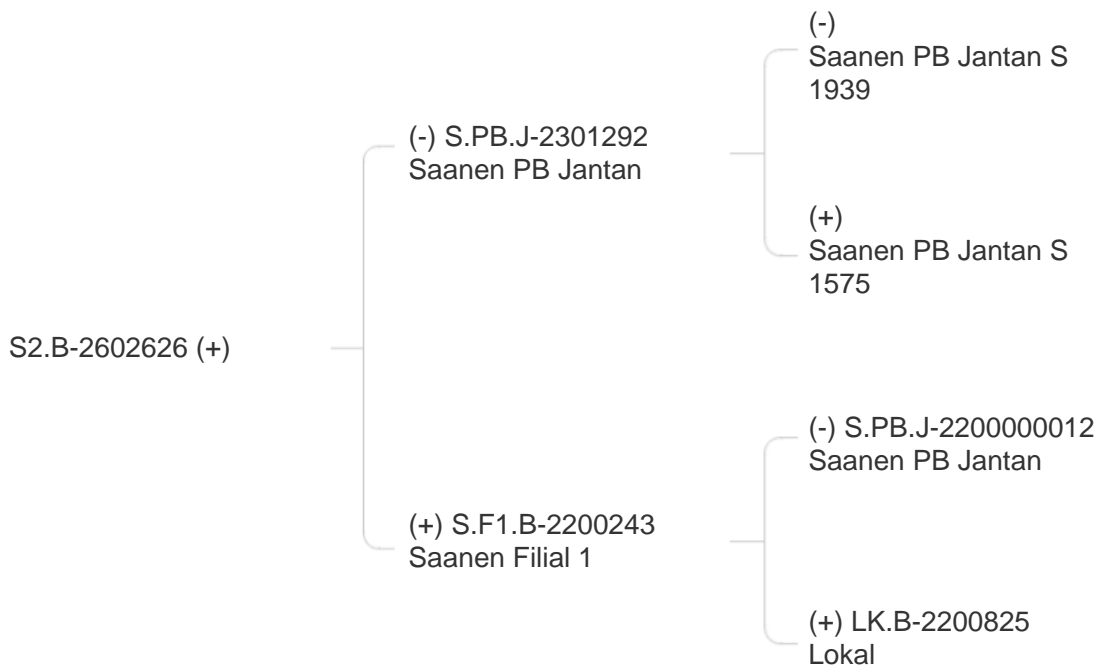 (-)
Saanen PB Jantan S
1939
(-) S.PB.J-2301292
Saanen PB Jantan
(+)
Saanen PB Jantan S
1575
S2.B-2602626 (+)
(-) S.PB.J-2200000012
Saanen PB Jantan
(+) S.F1.B-2200243
Saanen Filial 1
(+) LK.B-2200825
Lokal